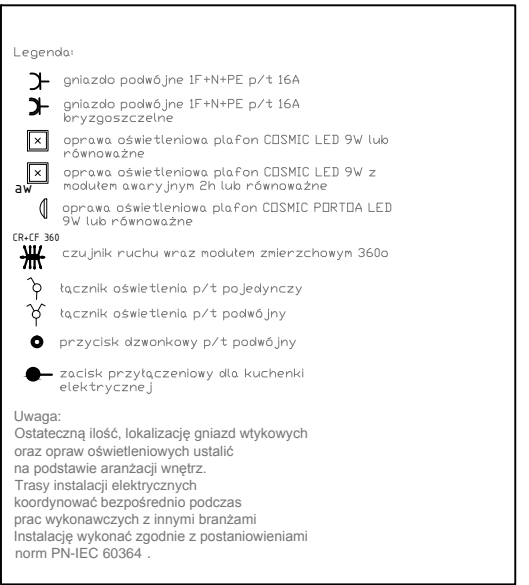 Legenda:
gniazdo podwójne 1F+N+PE p/t 16A
gniazdo podwójne 1F+N+PE p/t 16A
bryzgoszczelne
oprawa oświetleniowa plafon COSMIC LED 9W lub
równoważne
oprawa oświetleniowa plafon COSMIC LED 9W z
modułem awaryjnym 2h lub równoważne
aw
oprawa oświetleniowa plafon COSMIC PORTOA LED
9W lub równoważne
CR+CF 360
czujnik ruchu wraz modułem zmierzchowym 360o
łącznik oświetlenia p/t pojedynczy
łącznik oświetlenia p/t podwójny
przycisk dzwonkowy p/t podwójny
zacisk przyłączeniowy dla kuchenki
elektrycznej
Uwaga:
Ostateczną ilość, lokalizację gniazd wtykowych
oraz opraw oświetleniowych ustalić
na podstawie aranżacji wnętrz.
Trasy instalacji elektrycznych
koordynować bezpośrednio podczas
prac wykonawczych z innymi branżami
Instalację wykonać zgodnie z postaniowieniami
norm PN-IEC 60364 .